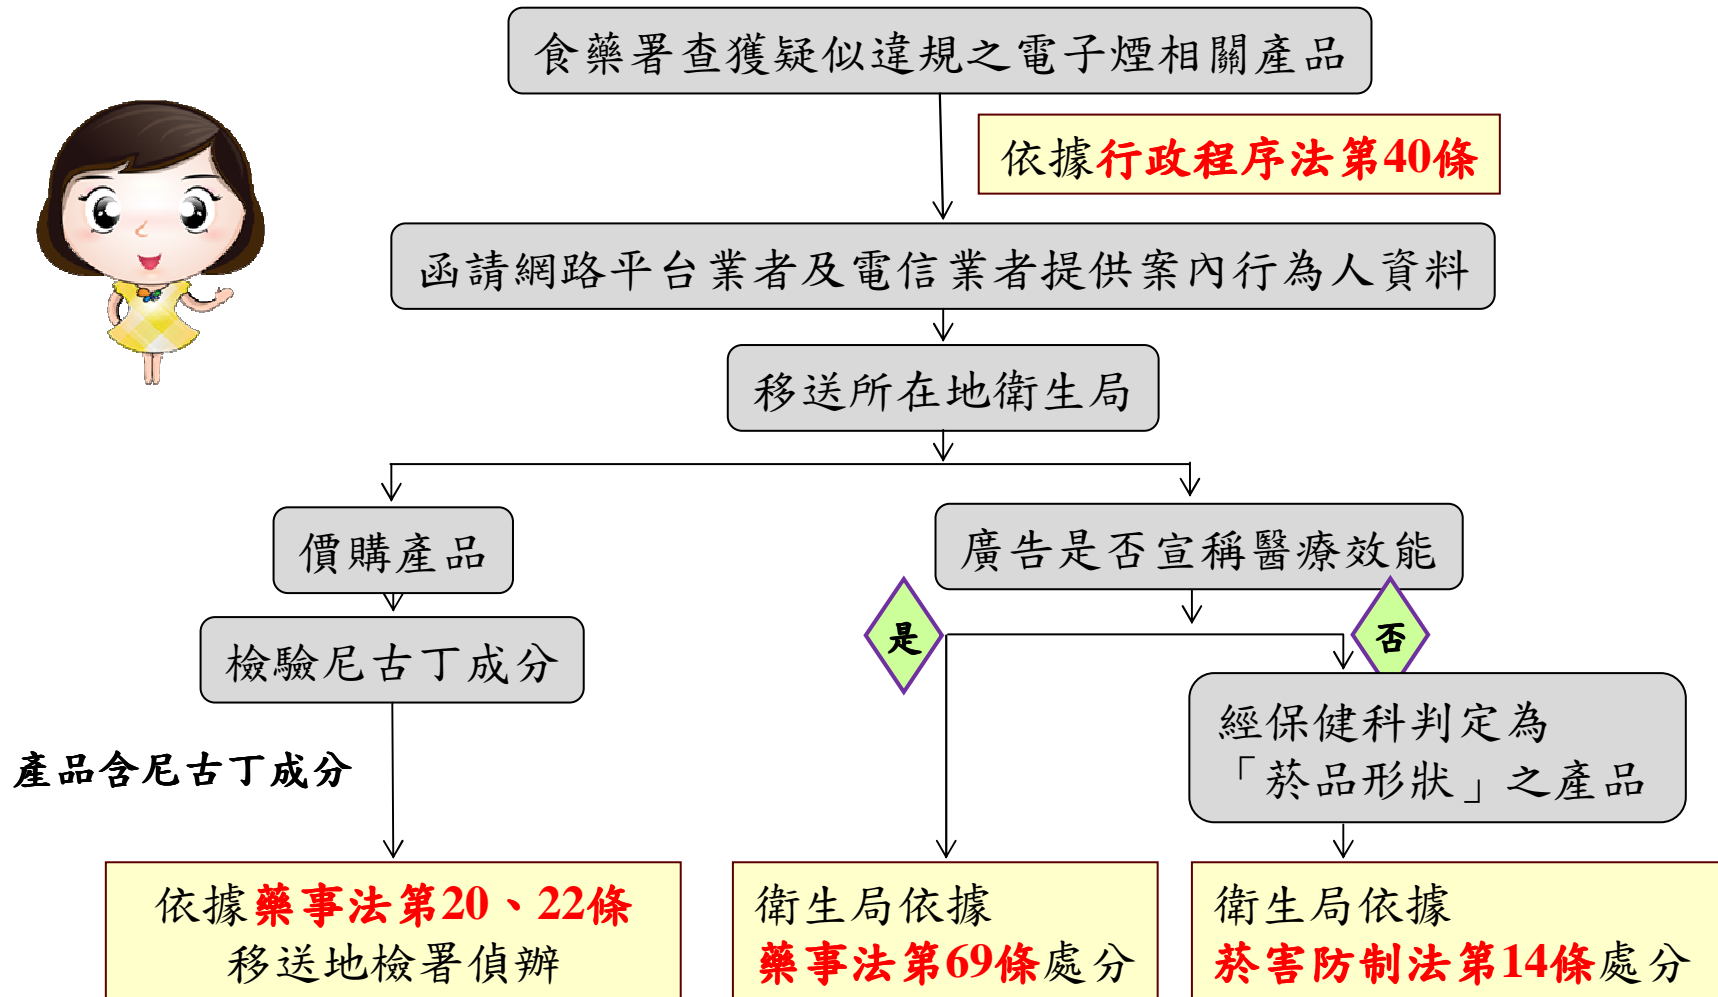 食藥署查獲疑似違規之電子煙相關產品
依據行政程序法第40條
函請網路平台業者及電信業者提供案內行為人資料
移送所在地衛生局
價購產品
廣告是否宣稱醫療效能
是
否
檢驗尼古丁成分
經保健科判定為
「菸品形狀」之產品
產品含尼古丁成分
依據藥事法第20、22條
移送地檢署偵辦
衛生局依據
藥事法第69條處分
衛生局依據
菸害防制法第14條處分